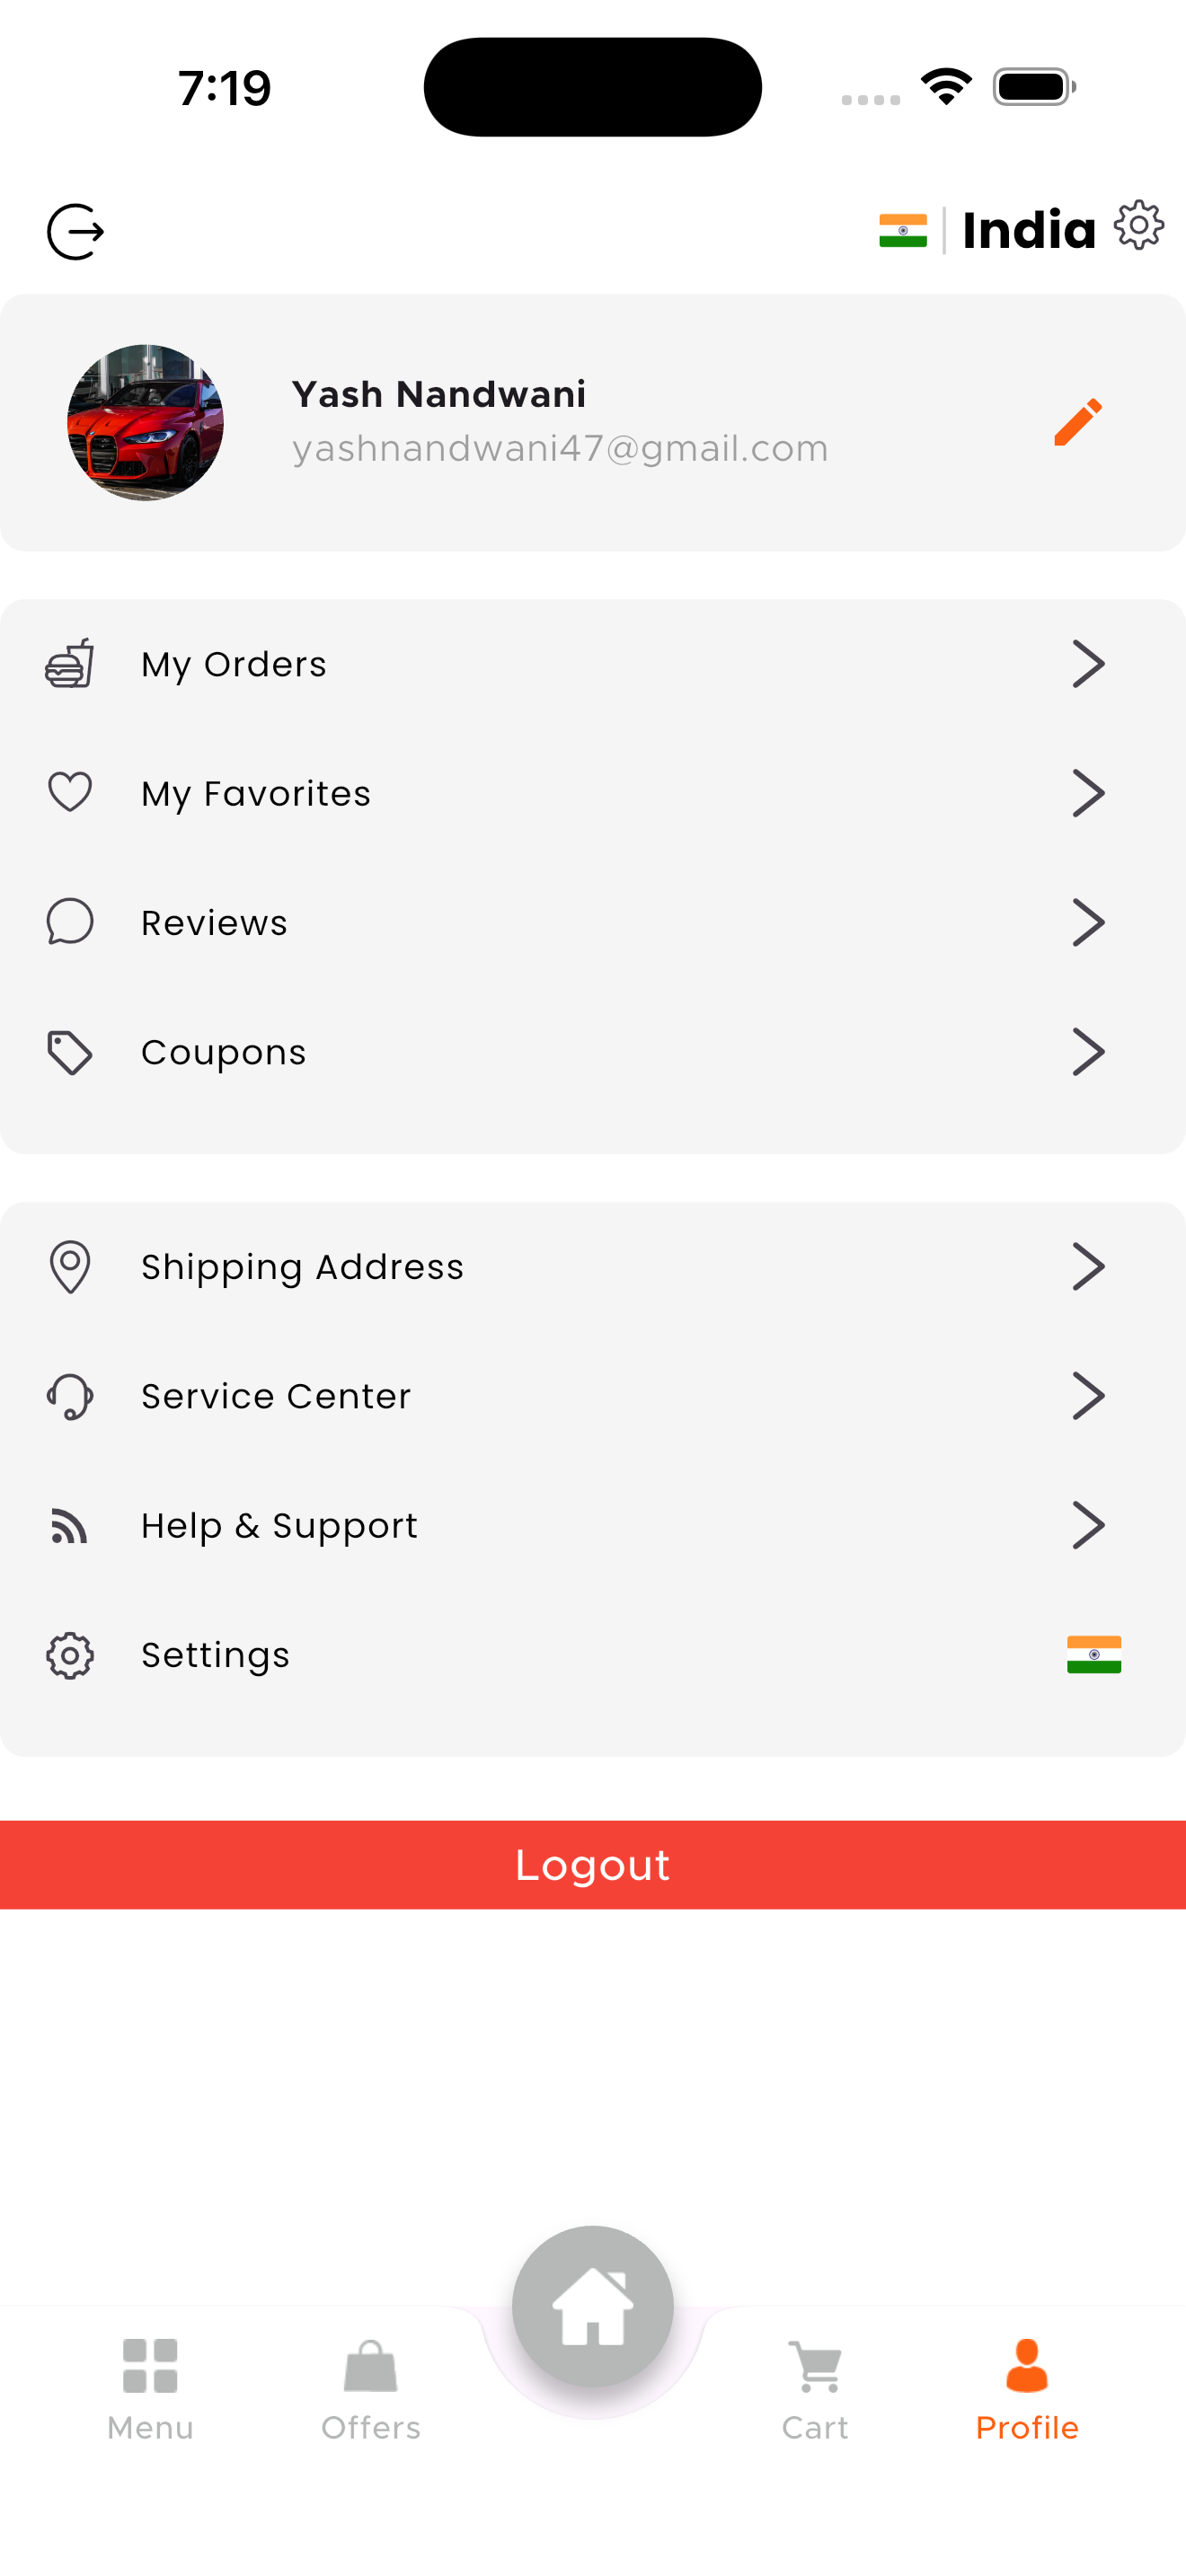 7:19
India
Yash Nandwani
yashnandwani47@gmail.com
My Orders
My Favorites
Reviews
Coupons
Shipping Address
Service Center
Help & Support
Settings
Logout
Menu
Offers
Cart
Profile